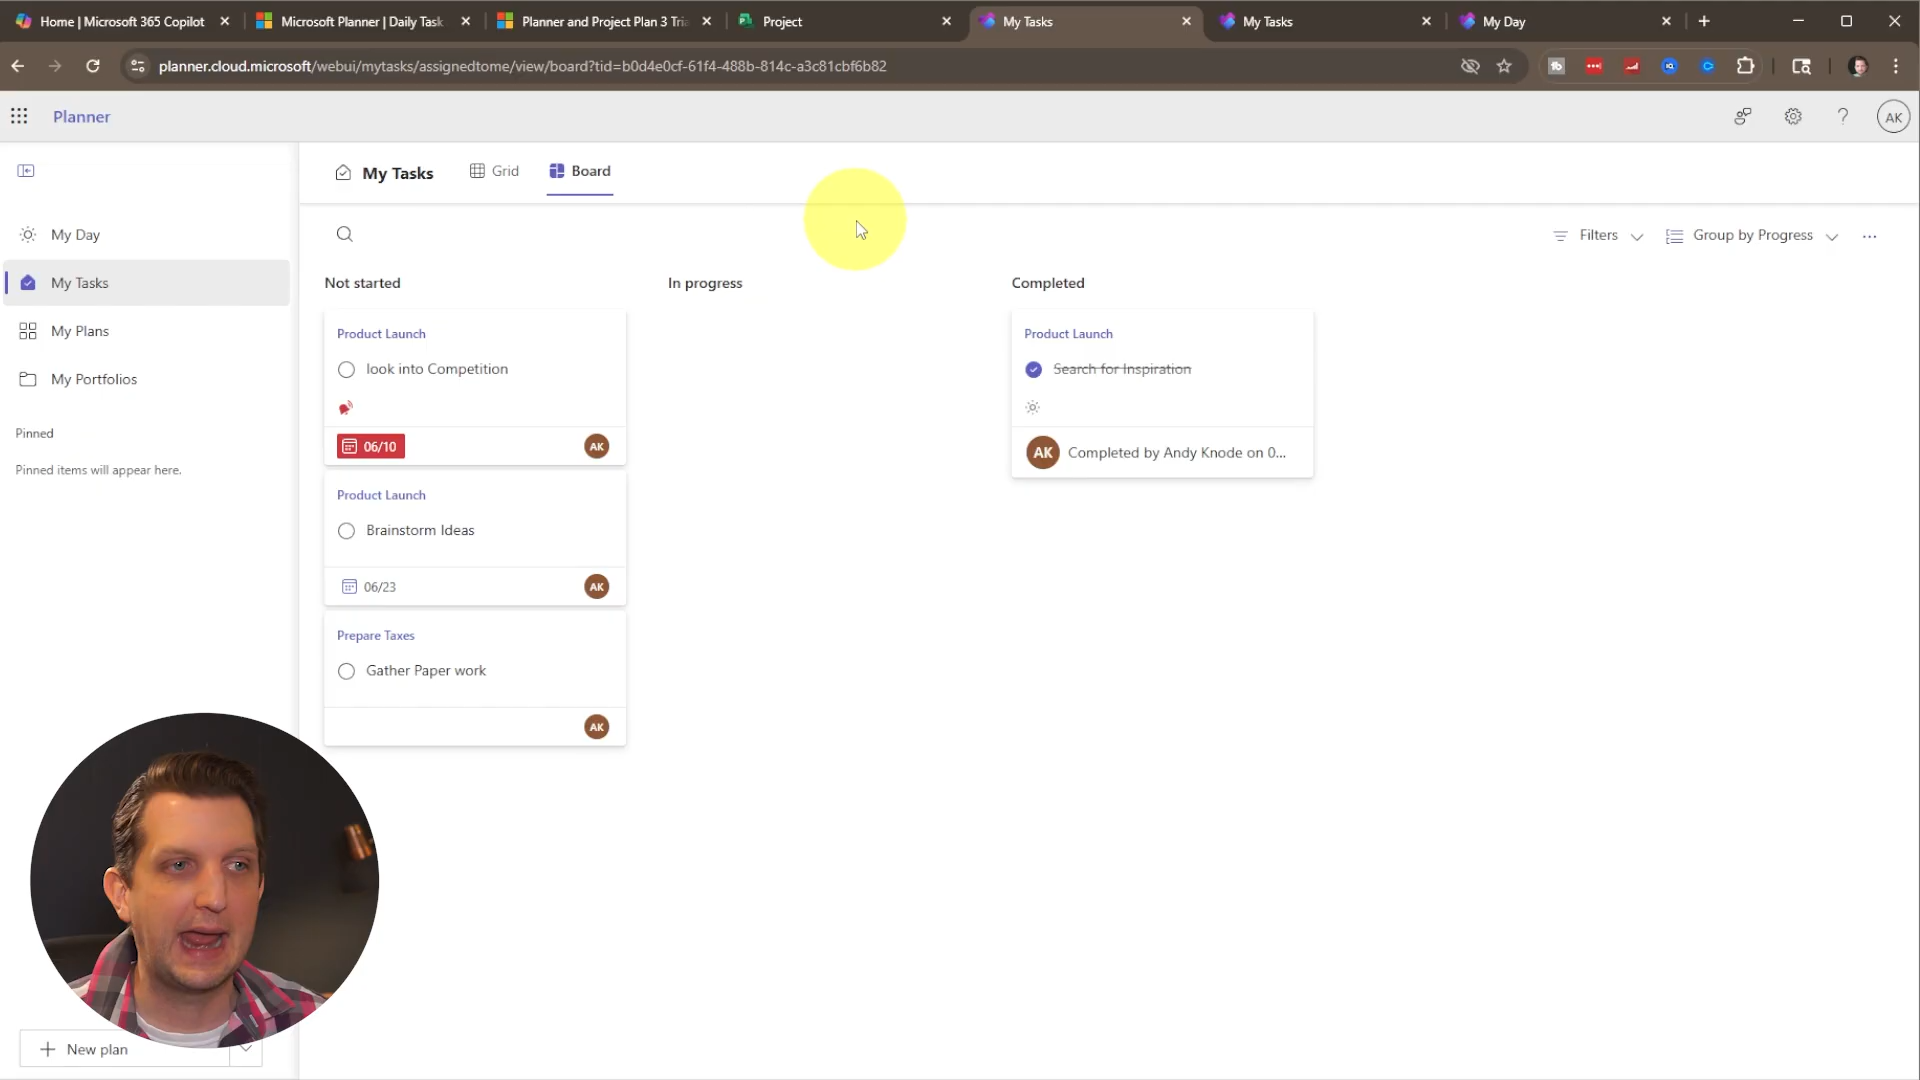 Home | Microsoft 365 Copilot
Microsoft Planner | Daily Task
Planner and Project Plan 3 Tria
Project
My Tasks
My Tasks
My Day
planner.cloud.microsoft/webui/mytasks/assignedtome/view/board?tid=b0d4e0cf-61f4-488b-814c-a3c81cbf6b82
Planner
AK
My Tasks
Grid
Board
My Day
My Tasks
My Plans
My Portfolios
Pinned
Pinned items will appear here.
New plan
Filters
Group by Progress
Not started
Product Launch
look into Competition
06/10
AK
Product Launch
Brainstorm Ideas
06/23
AK
Prepare Taxes
Gather Paper work
AK
In progress
Completed
Product Launch
Search for Inspiration
AK Completed by Andy Knode on 0...